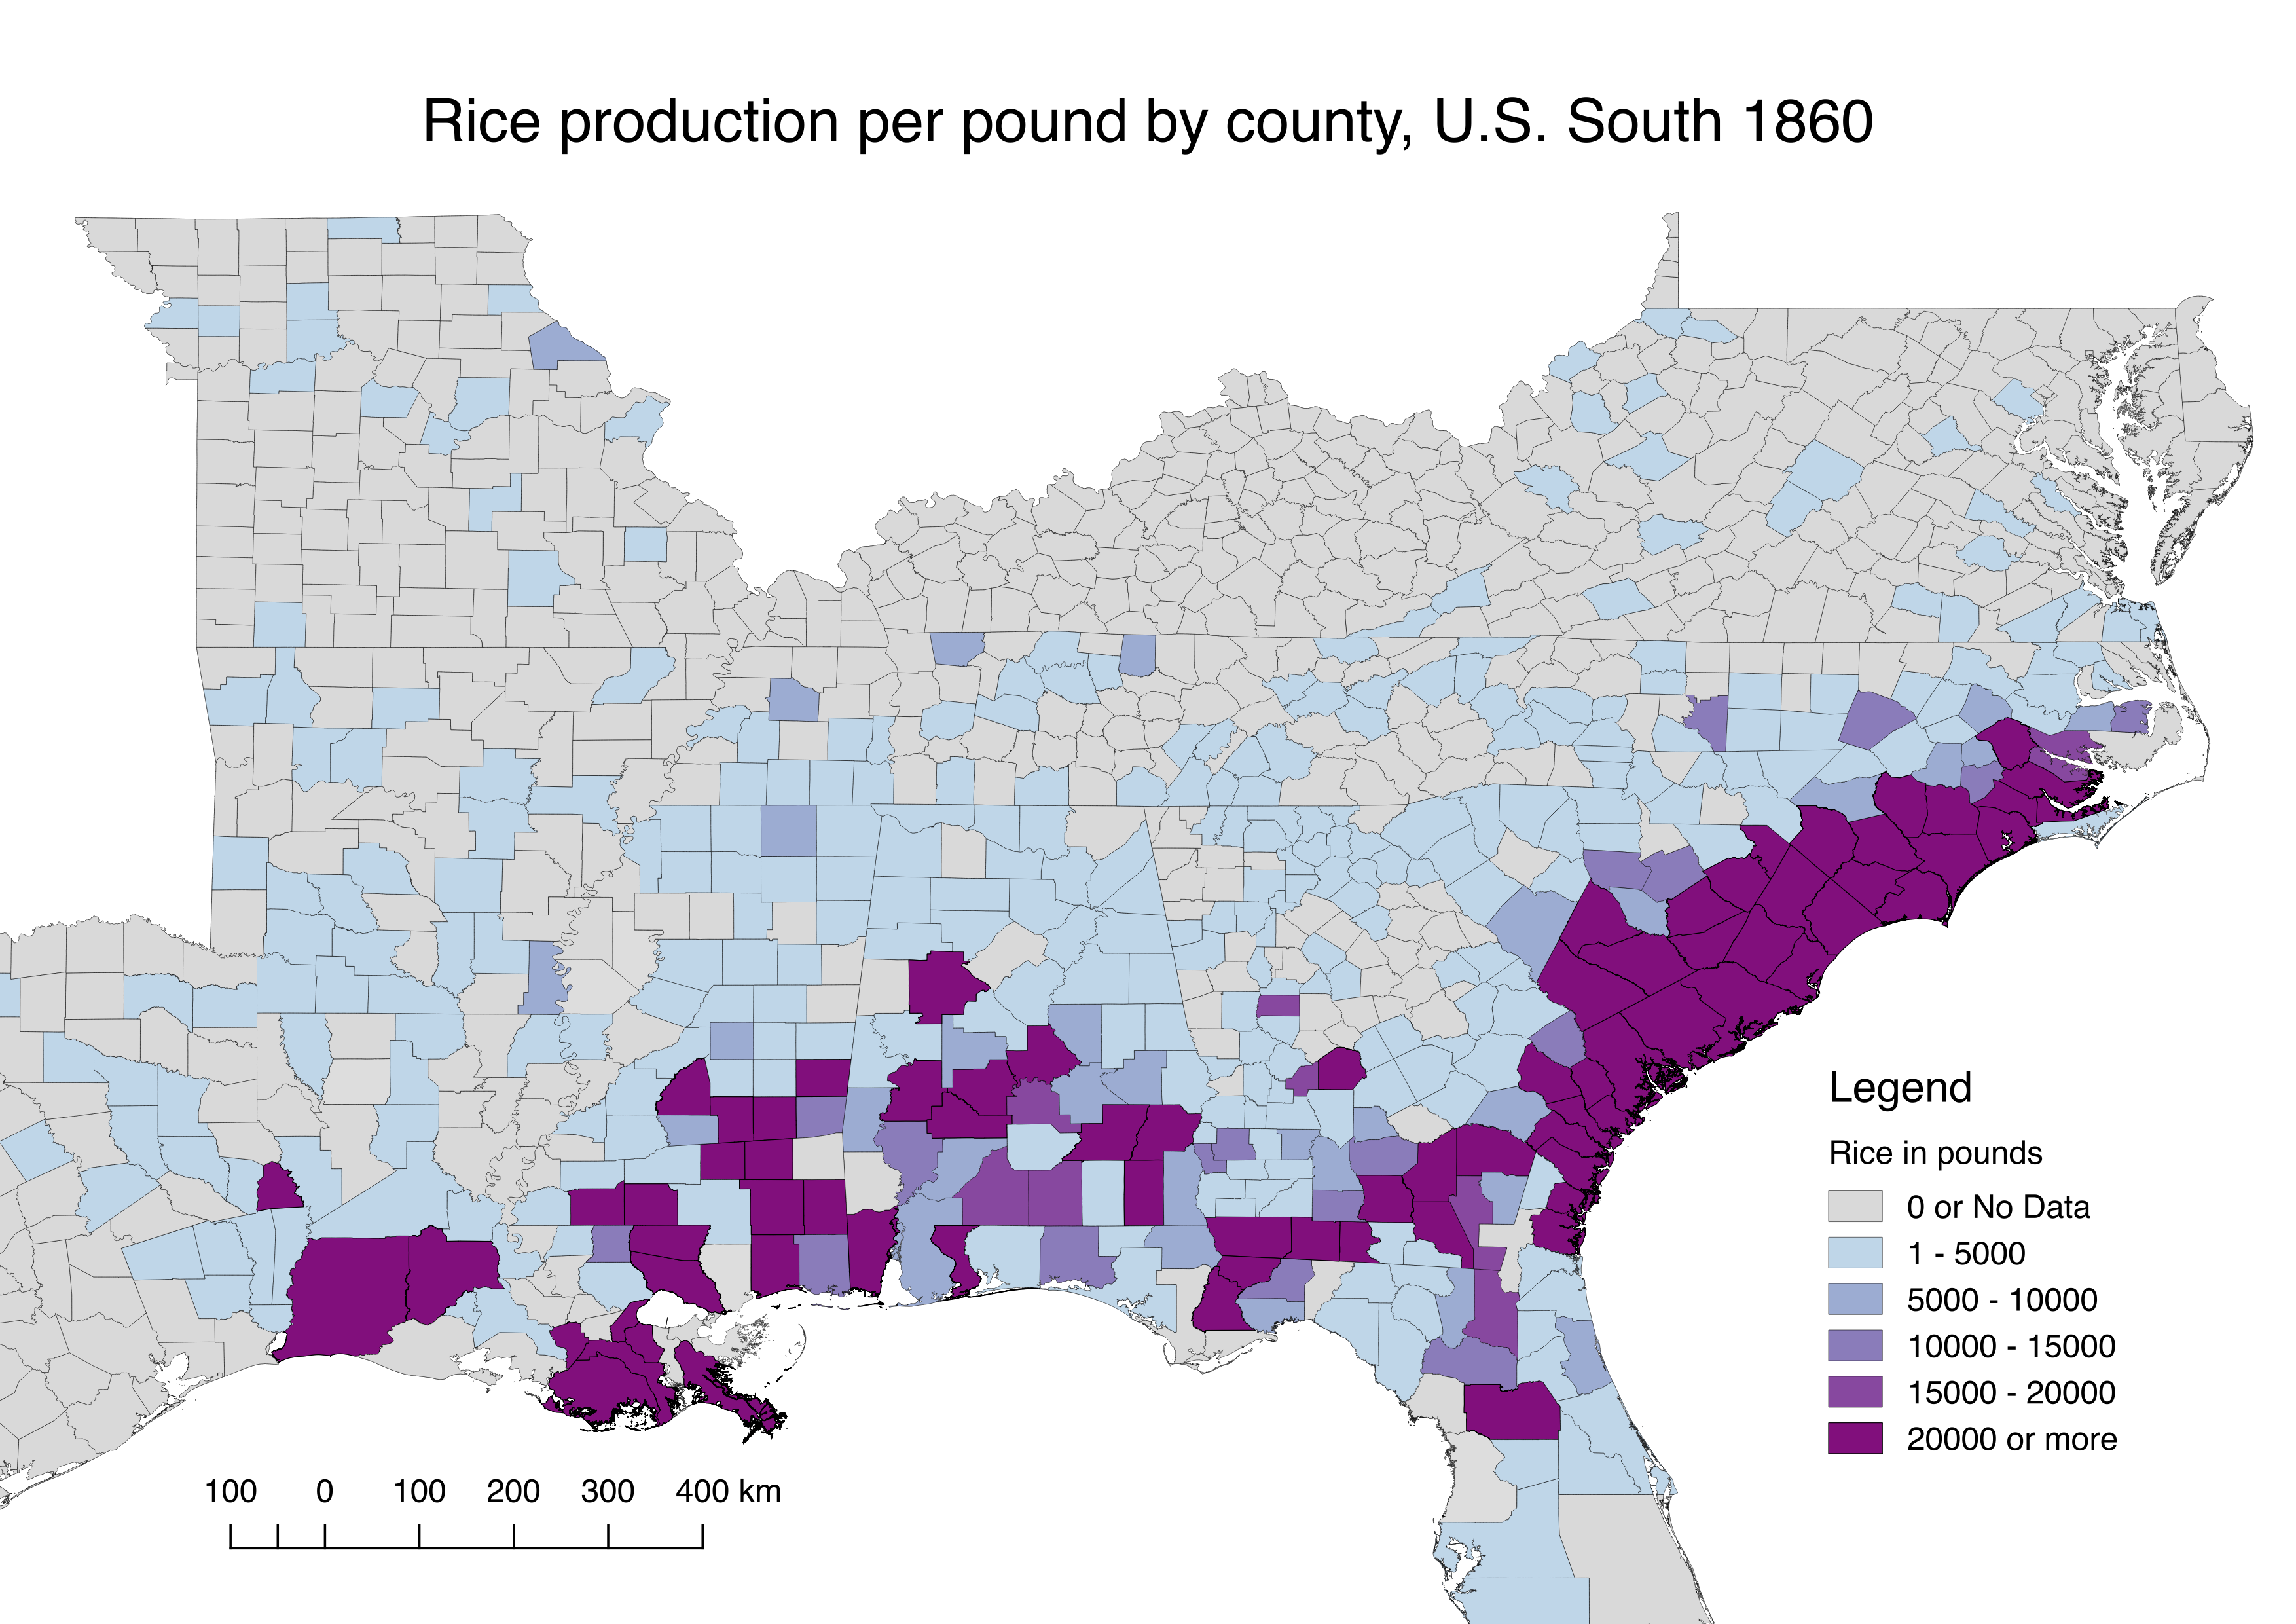 Rice production per pound by county, U.S. South 1860
Legend
Rice in pounds
0 or No Data
1 - 5000
5000 - 10000
10000 - 15000
15000 - 20000
20000 or more
100 0 100 200 300 400 km